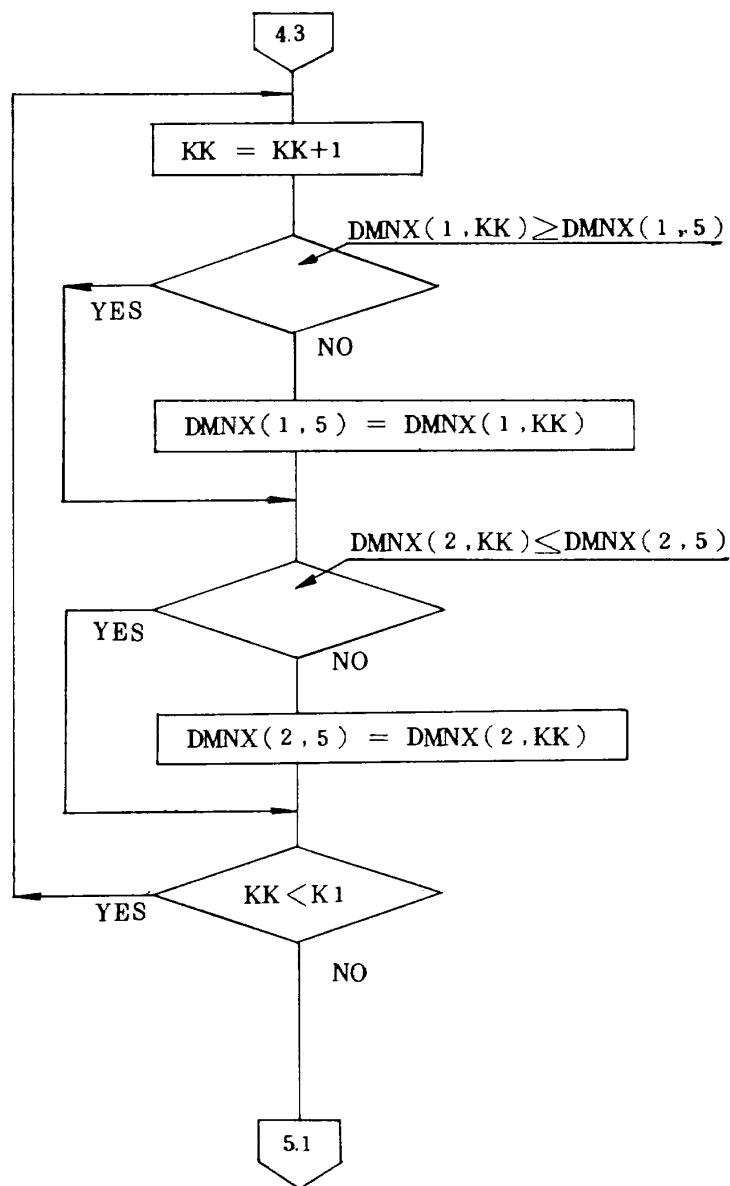 4.3
KK = KK+1
DMNX(1,KK)≥DMNX(1,5)
YES
NO
DMNX(1,5) = DMNX(1,KK)
DMNX(2,KK)≤DMNX(2,5)
YES
NO
DMNX(2,5) = DMNX(2,KK)
KK<K1
YES
NO
5.1